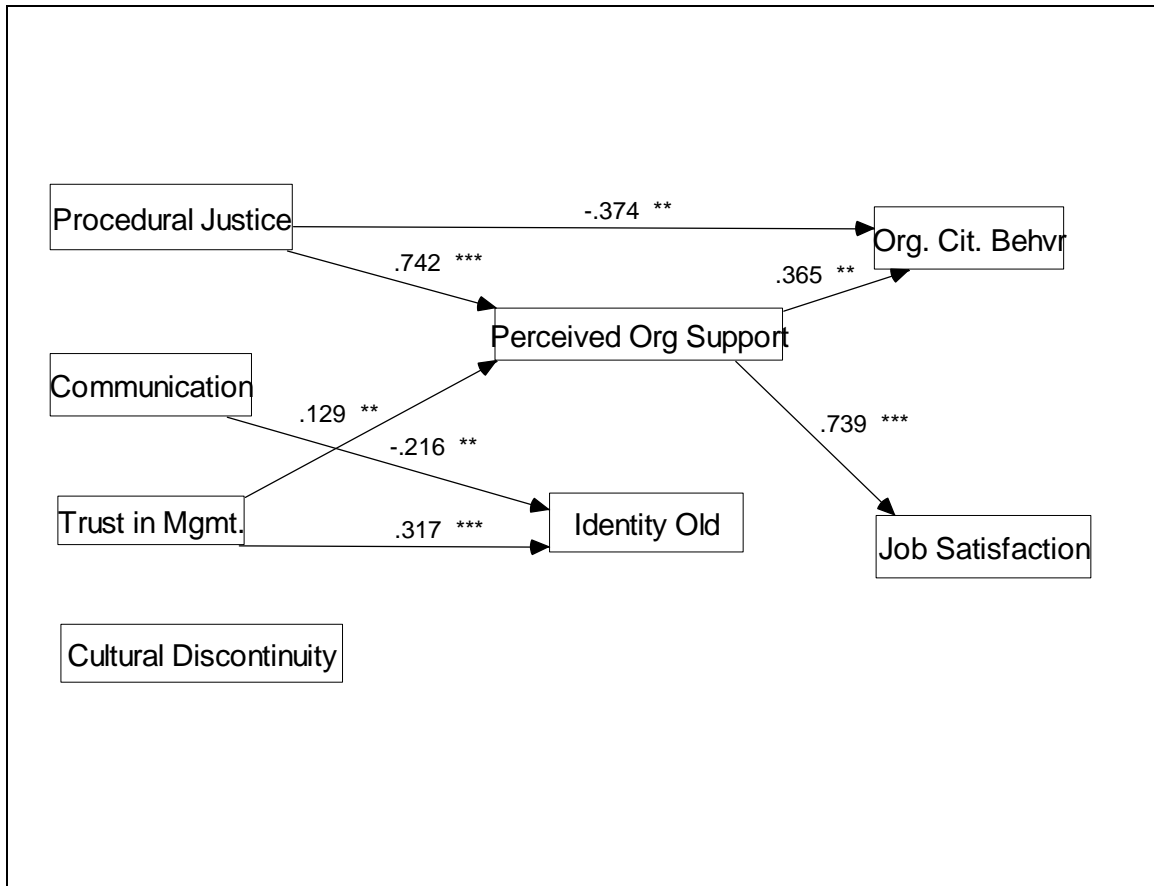 Procedural Justice
-.374 **
Org. Cit. Behvr
.742 ***
.365 **
Perceived Org Support
Communication
.129 **
-.216 **
.739 ***
Trust in Mgmt.
.317 ***
Identity Old
Job Satisfaction
Cultural Discontinuity